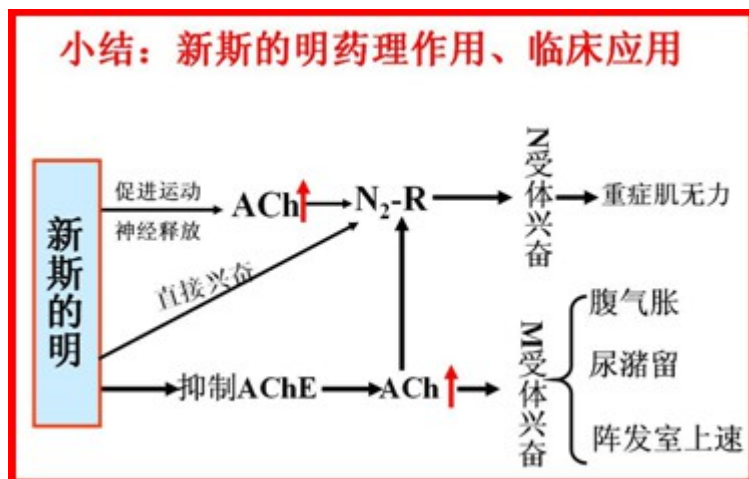 小结：新斯的明药理作用、临床应用
新斯的明
促进运动
神经释放
ACh
N₂-R
N受体兴奋
重症肌无力
直接兴奋
抑制AChE
ACh
M受体兴奋
腹气胀
尿潴留
阵发室上速